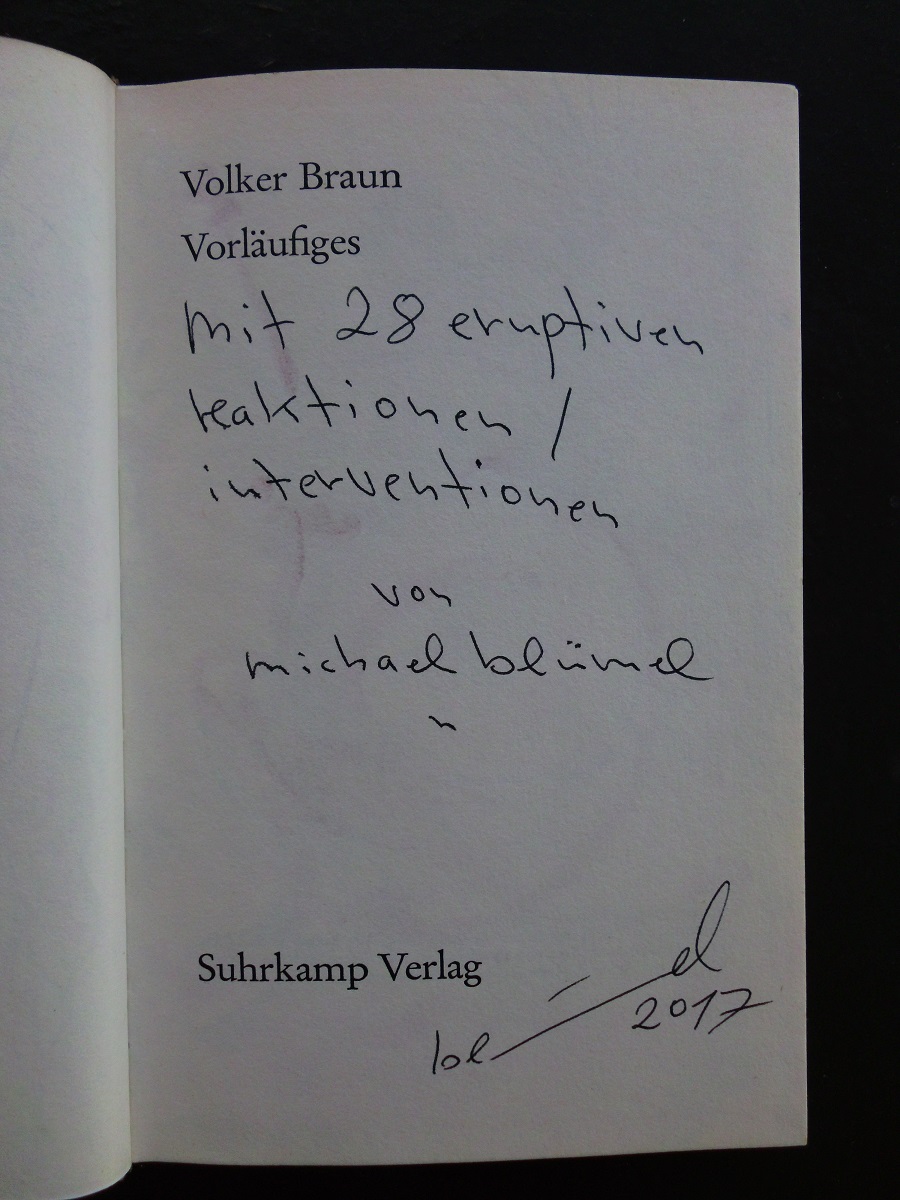 Volker Braun
Vorläufiges
mit 28 eruptiven
reaktionen /
interventionen
von
michael blümel
Suhrkamp Verlag
2017